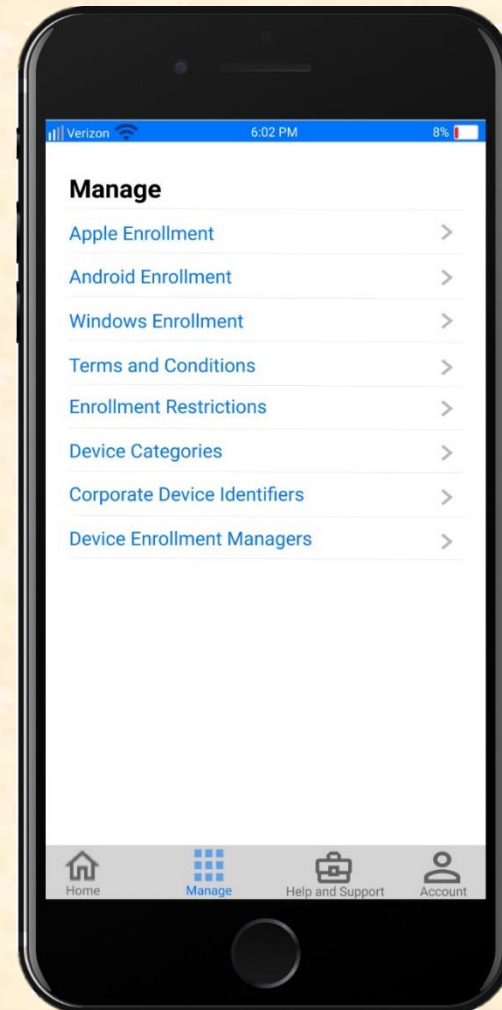 Verizon 6:02 PM 8%
Manage
Apple Enrollment
Android Enrollment
Windows Enrollment
Terms and Conditions
Enrollment Restrictions
Device Categories
Corporate Device Identifiers
Device Enrollment Managers
Home Manage Help and Support Account